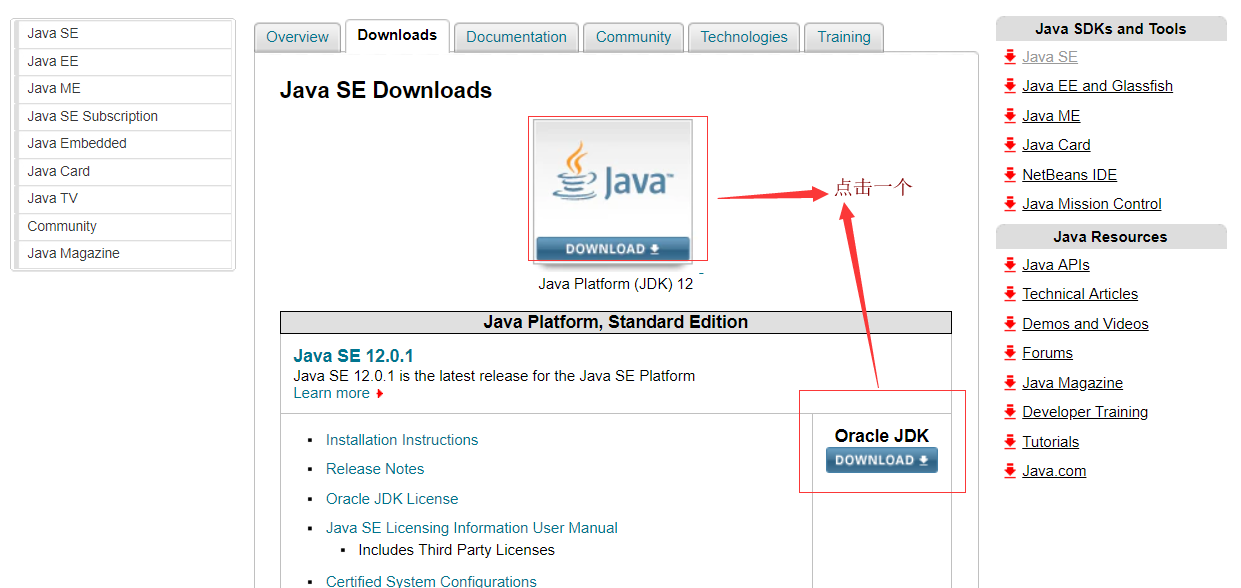 Java SE
Java EE
Java ME
Java SE Subscription
Java Embedded
Java Card
Java TV
Community
Java Magazine
Overview
Downloads
Documentation
Community
Technologies
Training
Java SE Downloads
Java™
DOWNLOAD
点击一个
Java Platform (JDK) 12
Java Platform, Standard Edition
Java SE 12.0.1
Java SE 12.0.1 is the latest release for the Java SE Platform
Learn more
Installation Instructions
Release Notes
Oracle JDK License
Java SE Licensing Information User Manual
Includes Third Party Licenses
Certified System Configurations
Oracle JDK
DOWNLOAD
Java SDKs and Tools
Java SE
Java EE and Glassfish
Java ME
Java Card
NetBeans IDE
Java Mission Control
Java Resources
Java APIs
Technical Articles
Demos and Videos
Forums
Java Magazine
Developer Training
Tutorials
Java.com